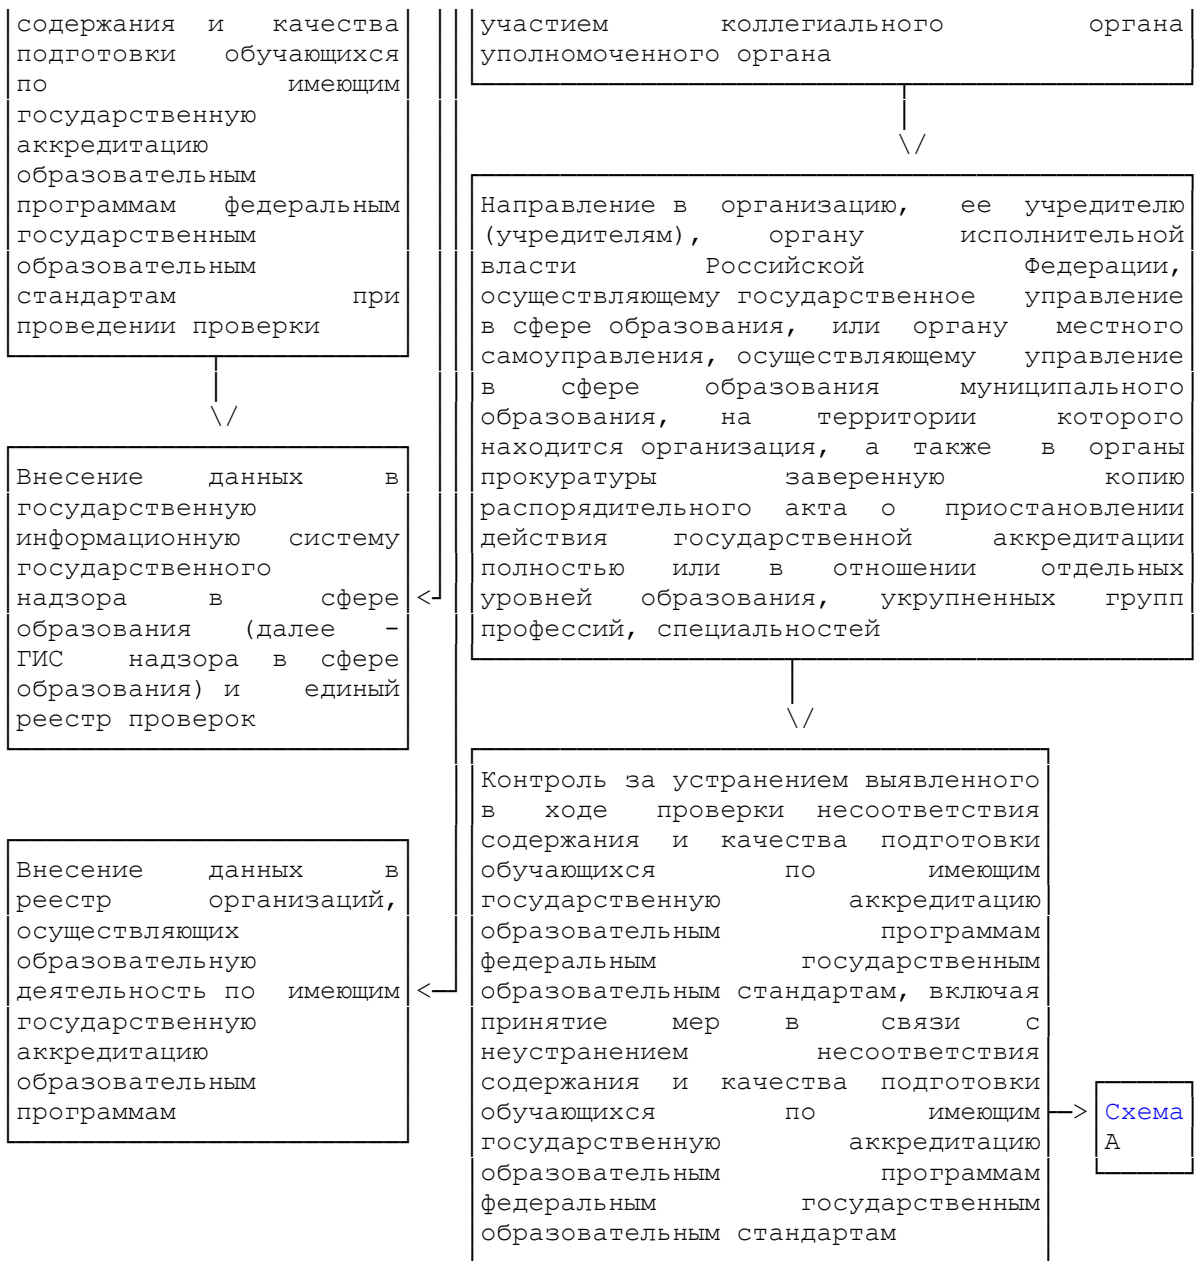 содержания и качества
подготовки обучающихся
по имеющим
государственную
аккредитацию
образовательным
программам федеральным
государственным
образовательным
стандартам при
проведении проверки
\/
Внесение данных в
государственную
информационную систему
государственного
надзора в сфере
образования (далее -
ГИС надзора в сфере
образования) и единый
реестр проверок
<
Внесение данных в
реестр организаций,
осуществляющих
образовательную
деятельность по имеющим
государственную
аккредитацию
образовательным
программам
<
участием коллегиального органа
уполномоченного органа
\/
Направление в организацию, ее учредителю
(учредителям), органу исполнительной
власти Российской Федерации,
осуществляющему государственное управление
в сфере образования, или органу местного
самоуправления, осуществляющему управление
в сфере образования муниципального
образования, на территории которого
находится организация, а также в органы
прокуратуры заверенную копию
распорядительного акта о приостановлении
действия государственной аккредитации
полностью или в отношении отдельных
уровней образования, укрупненных групп
профессий, специальностей
\/
Контроль за устранением выявленного
в ходе проверки несоответствия
содержания и качества подготовки
обучающихся по имеющим
государственную аккредитацию
образовательным программам
федеральным государственным
образовательным стандартам, включая
принятие мер в связи с
неустранением несоответствия
содержания и качества подготовки
обучающихся по имеющим
государственную аккредитацию
образовательным программам
федеральным государственным
образовательным стандартам
>
Схема
А